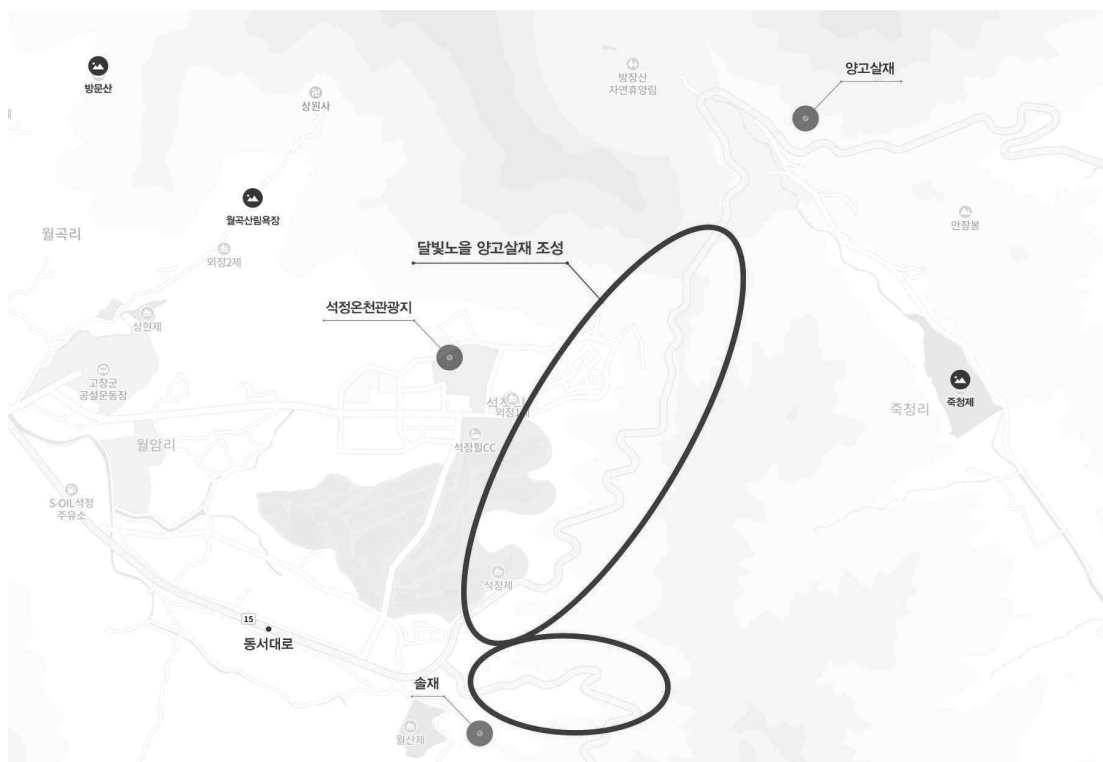 양고살재
방문산
방장산
자연휴양림
상원사
월곡산림욕장
안장봉
월곡리
달빛노을 양고살재 조성
외정2제
석정온천관광지
상현제
고창군
공설운동장
외정1제
죽청제
죽청리
월암리
석정힐CC
S-OIL석정
주유소
석정제
15
동서대로
솔재
월산제